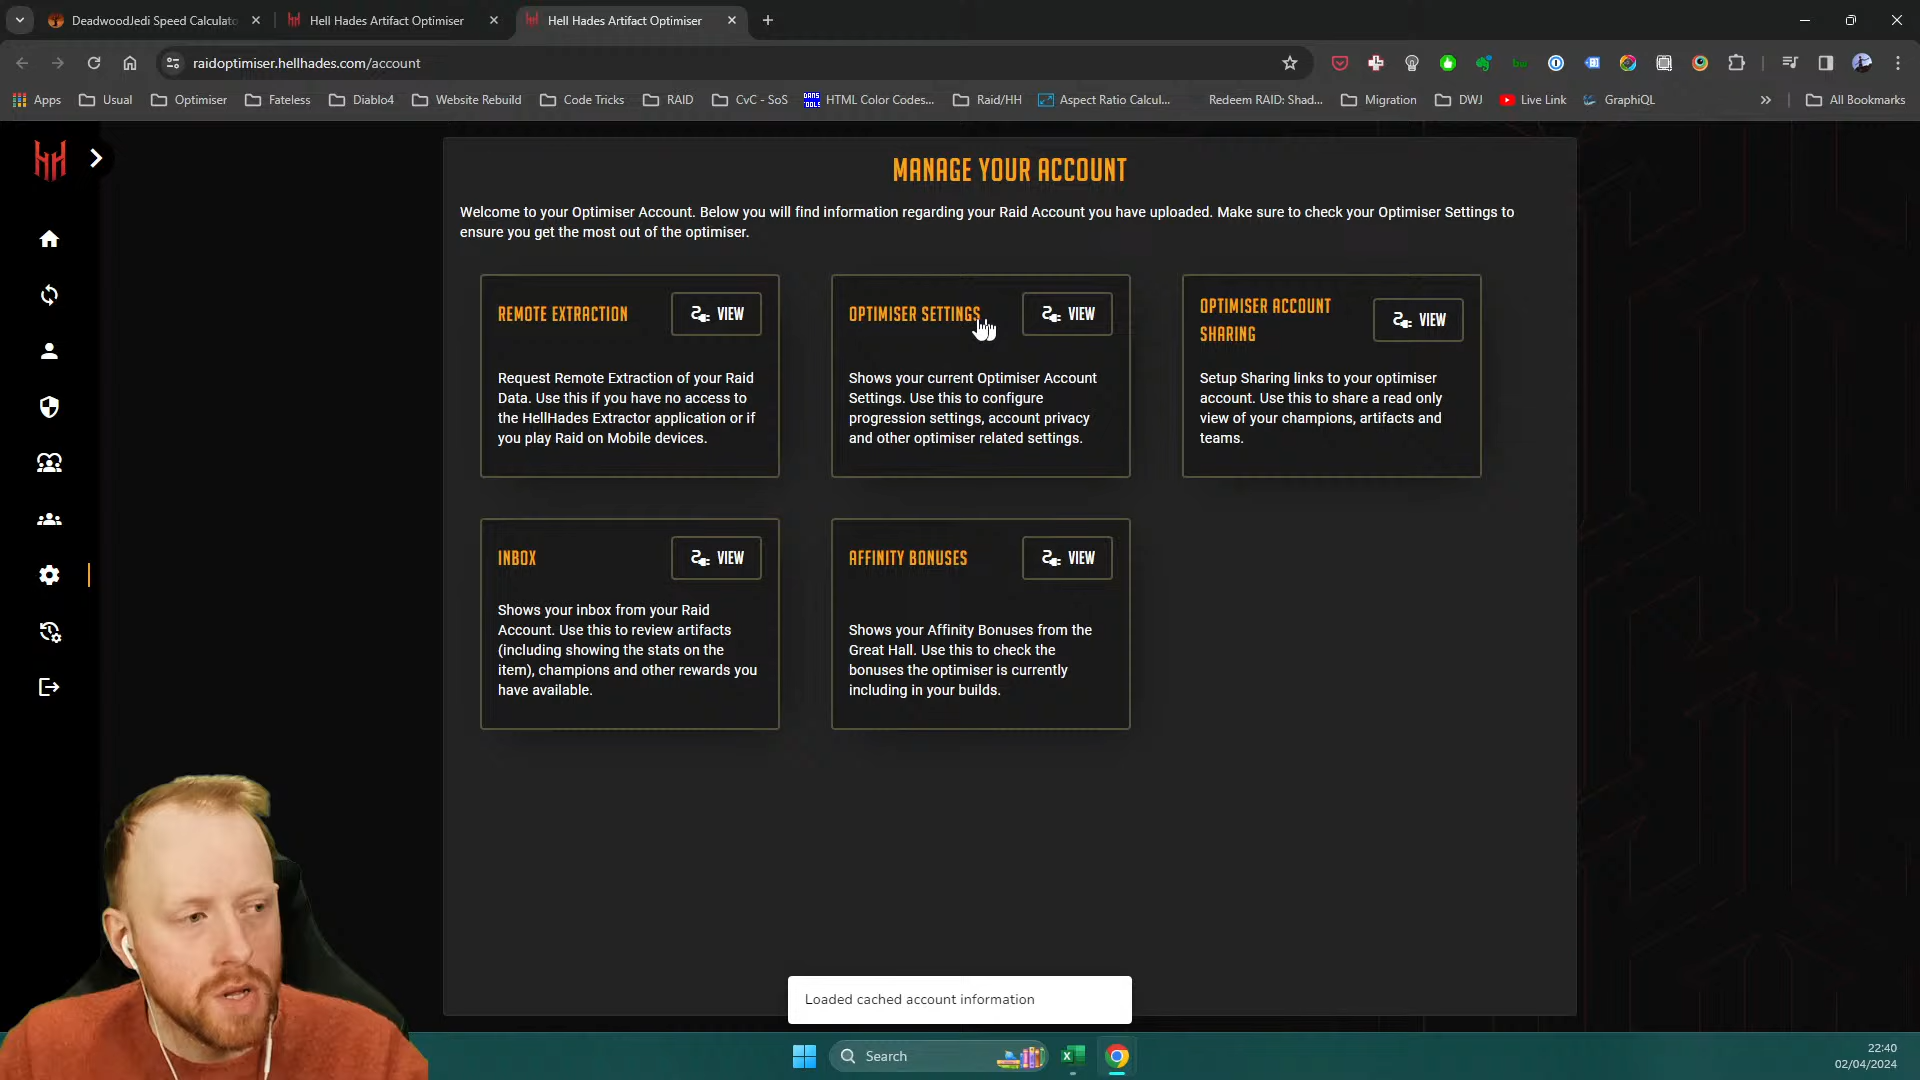 DeadwoodJedi Speed Calculato
Hell Hades Artifact Optimiser
Hell Hades Artifact Optimiser
raidoptimiser.hellhades.com/account
Apps
Usual
Optimiser
Fateless
Diablo4
Website Rebuild
Code Tricks
RAID
CvC - SoS
HTML Color Codes...
Raid/HH
Aspect Ratio Calcul...
Redeem RAID: Shad...
Migration
DWJ
Live Link
GraphiQL
All Bookmarks
MANAGE YOUR ACCOUNT
Welcome to your Optimiser Account. Below you will find information regarding your Raid Account you have uploaded. Make sure to check your Optimiser Settings to
ensure you get the most out of the optimiser.
REMOTE EXTRACTION
VIEW
Request Remote Extraction of your Raid
Data. Use this if you have no access to
the HellHades Extractor application or if
you play Raid on Mobile devices.
OPTIMISER SETTINGS
VIEW
Shows your current Optimiser Account
Settings. Use this to configure
progression settings, account privacy
and other optimiser related settings.
OPTIMISER ACCOUNT
SHARING
VIEW
Setup Sharing links to your optimiser
account. Use this to share a read only
view of your champions, artifacts and
teams.
INBOX
VIEW
Shows your inbox from your Raid
Account. Use this to review artifacts
(including showing the stats on the
item), champions and other rewards you
have available.
AFFINITY BONUSES
VIEW
Shows your Affinity Bonuses from the
Great Hall. Use this to check the
bonuses the optimiser is currently
including in your builds.
Loaded cached account information
Search
22:40
02/04/2024